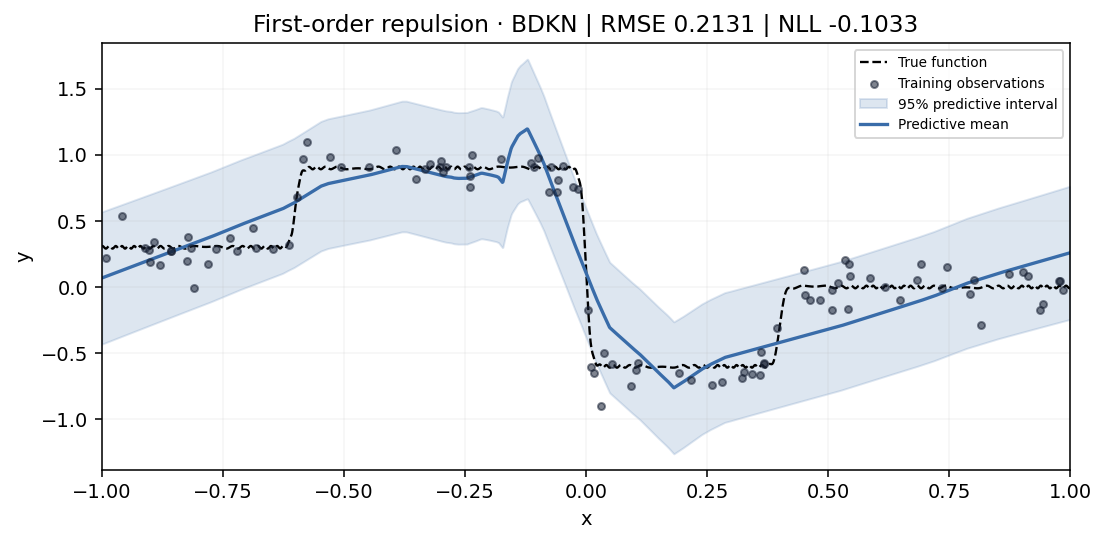 First-order repulsion · BDKN | RMSE 0.2131 | NLL -0.1033
True function
Training observations
95% predictive interval
Predictive mean
y
1.5
1.0
0.5
0.0
−0.5
−1.0
−1.00 −0.75 −0.50 −0.25 0.00 0.25 0.50 0.75 1.00
x